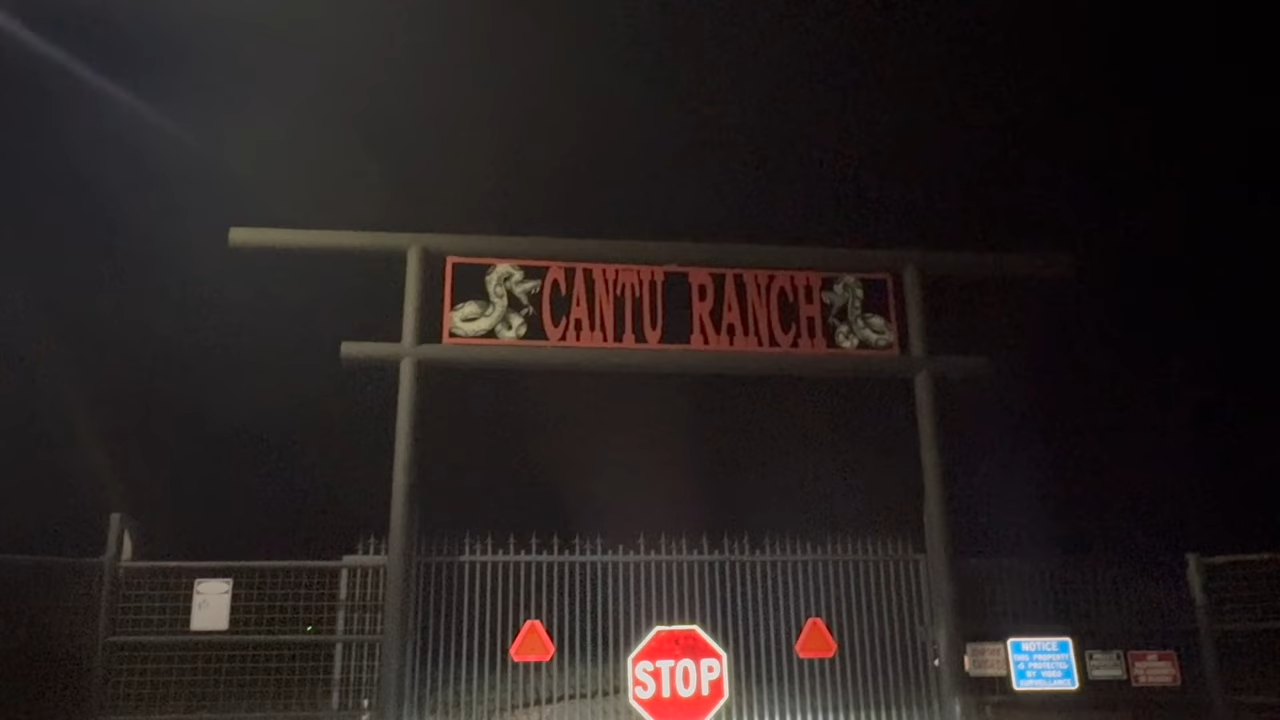 CANTU RANCH
STOP
NOTICE
THIS PROPERTY
IS PROTECTED
BY VIDEO
SURVEILLANCE